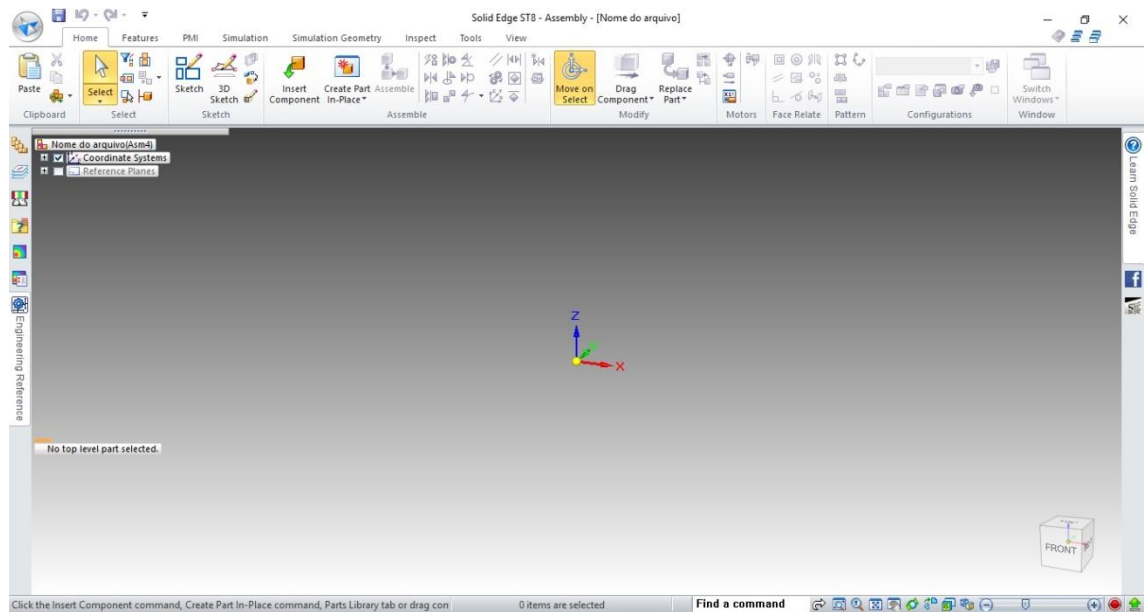 Solid Edge ST8 - Assembly - [Nome do arquivo]
Home Features PMI Simulation Simulation Geometry Inspect Tools View
Paste
Select
Sketch
3D
Sketch
Insert
Component
Create Part
In-Place
Assemble
Move on
Select
Drag
Component
Replace
Part
Switch
Windows
Clipboard Select Sketch Assemble Modify Motors Face Relate Pattern Configurations Window
Nome do arquivo(Asm4)
Coordinate Systems
Reference Planes
Learn Solid Edge
Engineering Reference
Z
X
No top level part selected.
FRONT
Click the Insert Component command, Create Part In-Place command, Parts Library tab or drag con
0 items are selected
Find a command